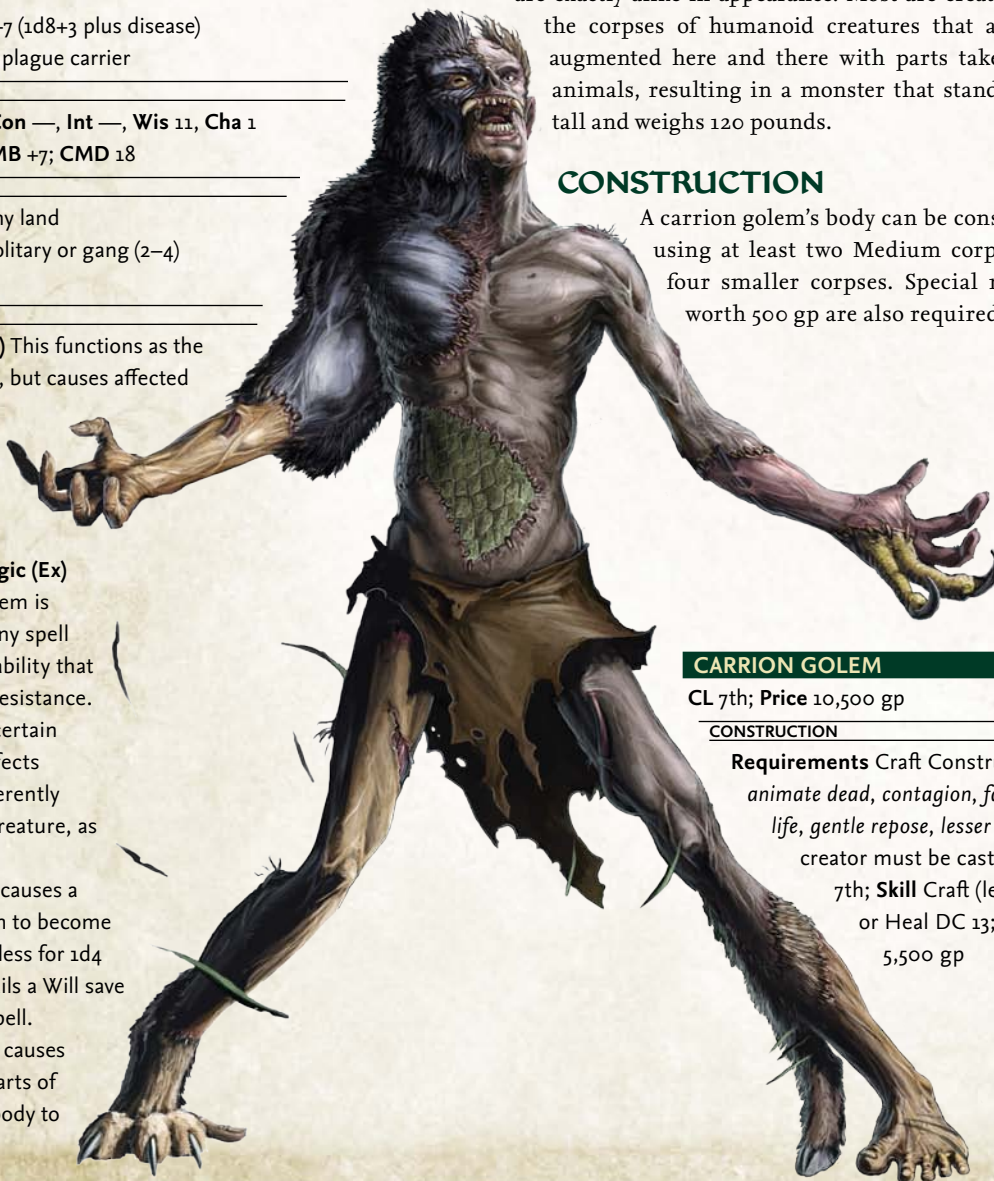 -7 (1d8+3 plus disease)
plague carrier
Con —, Int —, Wis 11, Cha 1
MB +7; CMD 18
ny land
olitary or gang (2–4)
) This functions as the
, but causes affected
gic (Ex)
em is
ny spell
ability that
esistance.
certain
fects
erently
reature, as
causes a
n to become
less for 1d4
ils a Will save
pell.
causes
arts of
body to
are exactly alike in appearance. Most are creat
the corpses of humanoid creatures that a
augmented here and there with parts take
animals, resulting in a monster that stand
tall and weighs 120 pounds.
CONSTRUCTION
A carrion golem's body can be cons
using at least two Medium corp
four smaller corpses. Special
worth 500 gp are also required
CARRION GOLEM
CL 7th; Price 10,500 gp
CONSTRUCTION
Requirements Craft Constr
animate dead, contagion, fa
life, gentle repose, lesser
creator must be cast
7th; Skill Craft (le
or Heal DC 13;
5,500 gp